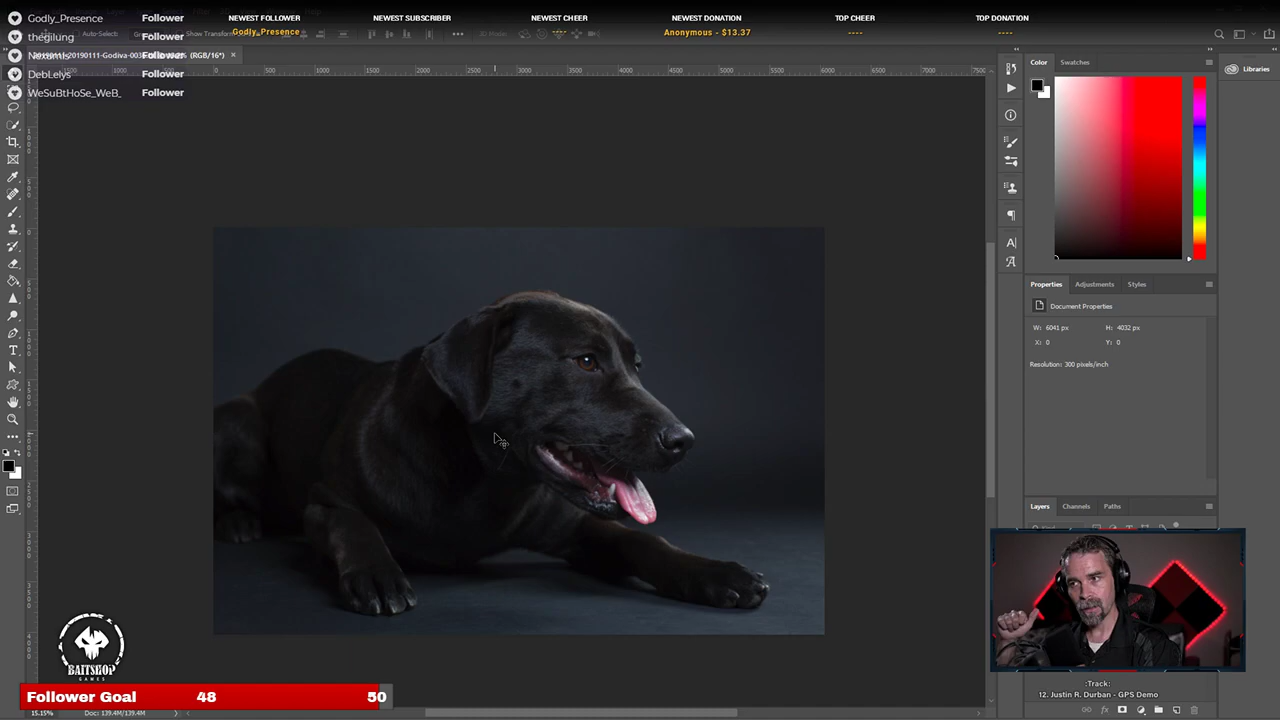 Godly_Presence Follower
thegilung Follower
Follower
DebLelys Follower
WeSuBtHoSe_WeB_ Follower
NEWEST FOLLOWER
Godly_Presence
NEWEST SUBSCRIBER
NEWEST CHEER
----
NEWEST DONATION
Anonymous - $13.37
TOP CHEER
----
TOP DONATION
----
Auto-Select:
Show Transform
3D Mode:
20190111-Godiva-003
(RGB/16*) ×
Color
Swatches
Libraries
Properties
Adjustments
Styles
Document Properties
W: 6041 px
H: 4032 px
X: 0
Y: 0
Resolution: 300 pixels/inch
Layers
Channels
Paths
BAITSHOP
GAMES
Follower Goal 48 50
15.15%
Doc: 139.4M/139.4M
:Track:
12. Justin R. Durban - GPS Demo